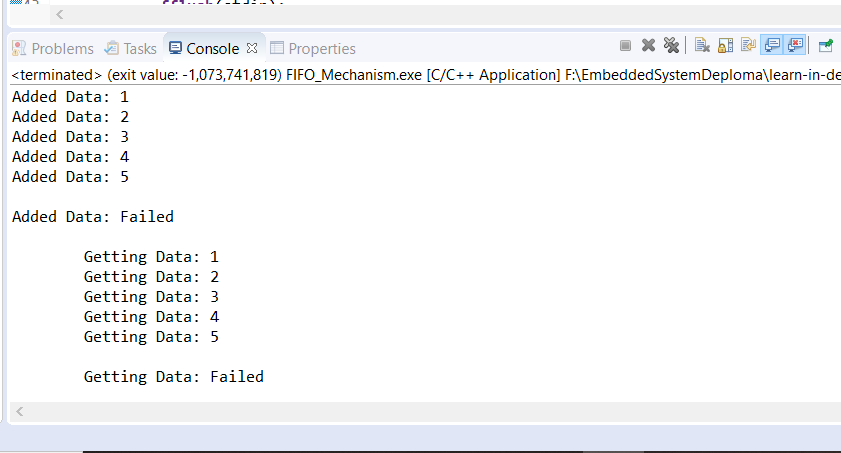 Problems Tasks Console Properties
<terminated> (exit value: -1,073,741,819) FIFO_Mechanism.exe [C/C++ Application] F:\EmbeddedSystemDeploma\learn-in-de
Added Data: 1
Added Data: 2
Added Data: 3
Added Data: 4
Added Data: 5
Added Data: Failed
Getting Data: 1
Getting Data: 2
Getting Data: 3
Getting Data: 4
Getting Data: 5
Getting Data: Failed